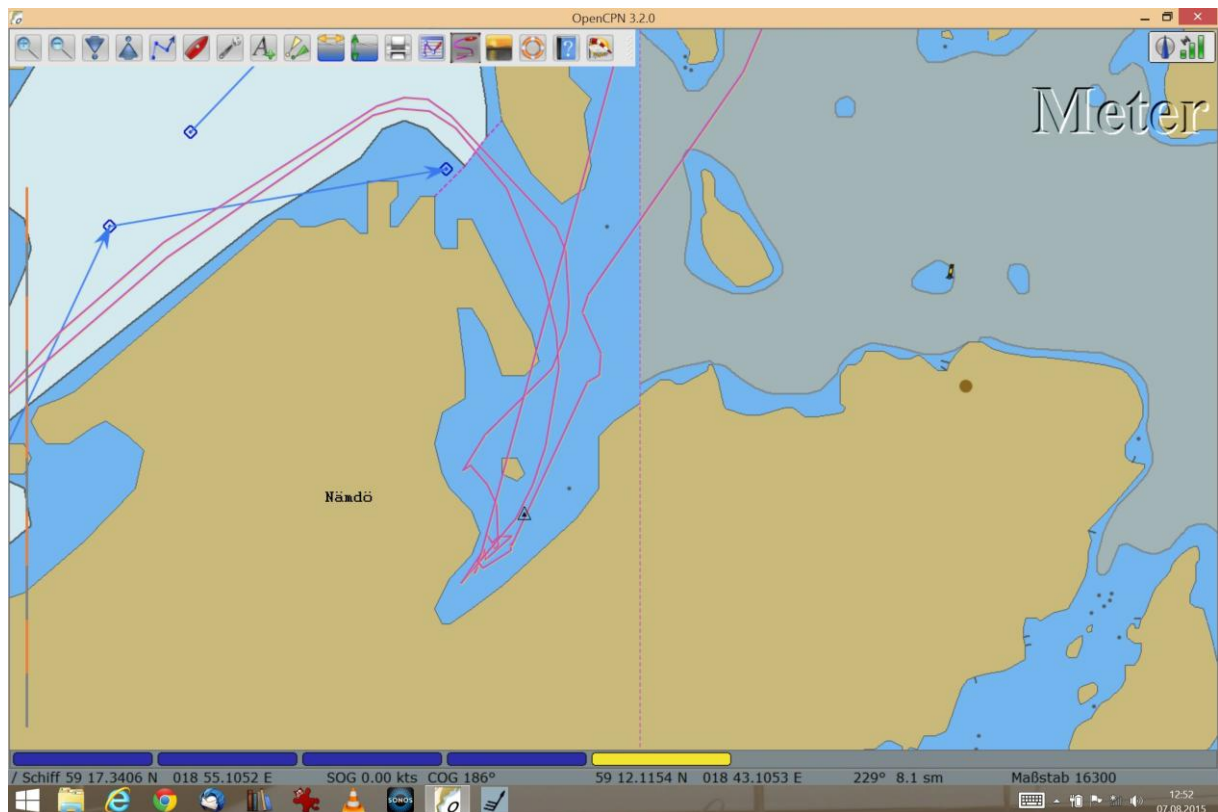 OpenCPN 3.2.0
Meter
Nämdö
/ Schiff 59 17.3406 N 018 55.1052 E SOG 0.00 kts COG 186° 59 12.1154 N 018 43.1053 E 229° 8.1 sm Maßstab 16300
SONOS
12:52
07.08.2015